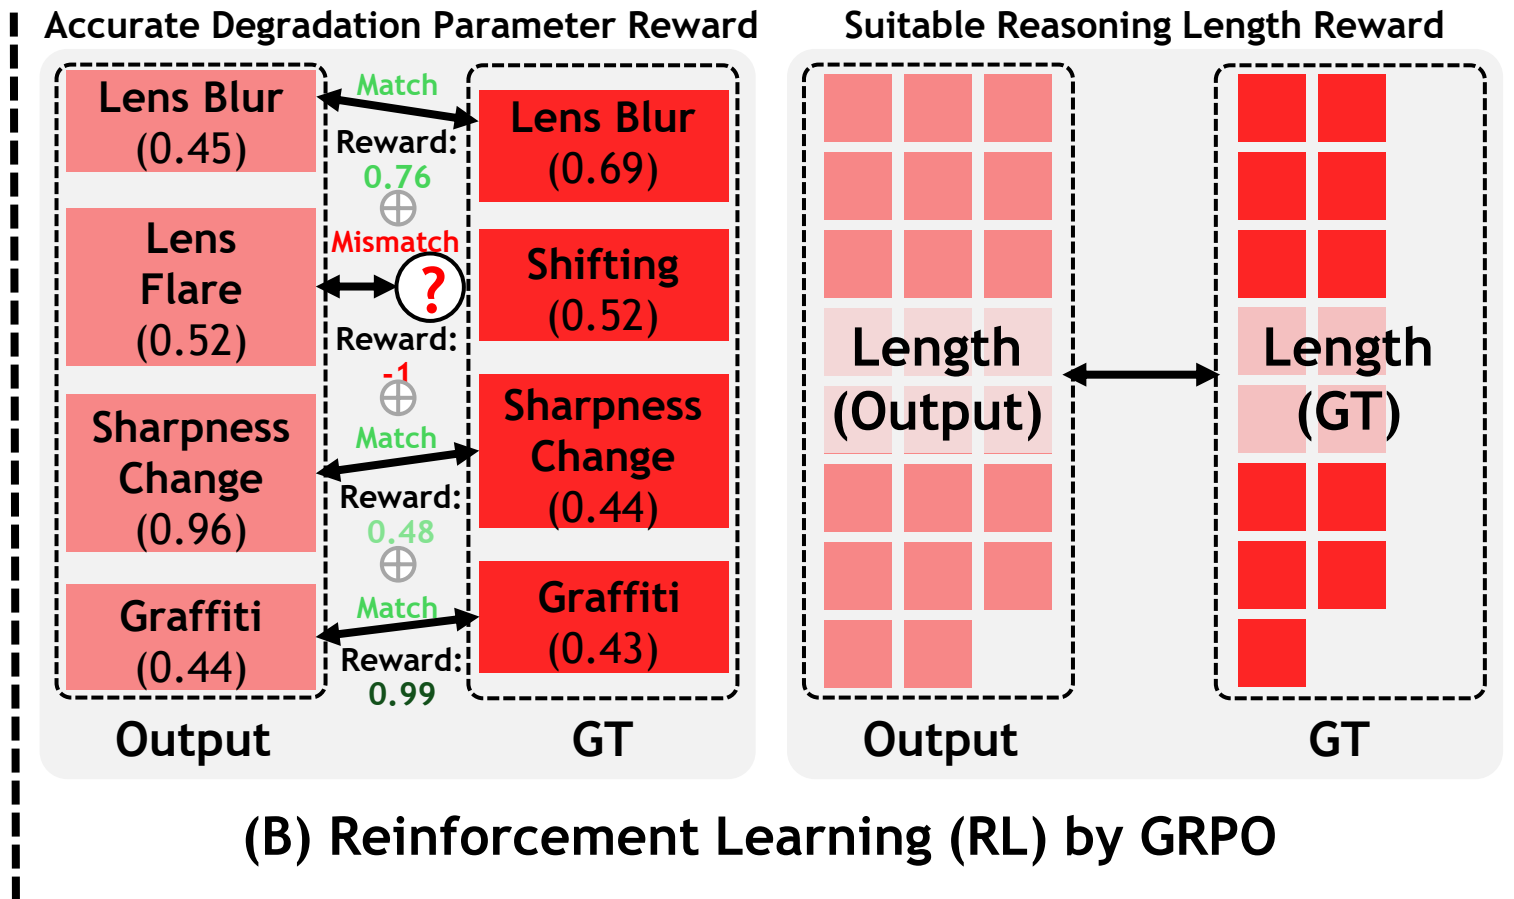 Accurate Degradation Parameter Reward
Lens Blur
(0.45)
Lens
Flare
(0.52)
Sharpness
Change
(0.96)
Graffiti
(0.44)
Output
Match
Reward:
0.76
Mismatch
?
Reward:
-1
Match
Reward:
0.48
Match
Reward:
0.99
Lens Blur
(0.69)
Shifting
(0.52)
Sharpness
Change
(0.44)
Graffiti
(0.43)
GT
Suitable Reasoning Length Reward
Length
(Output)
Output
Length
(GT)
GT
(B) Reinforcement Learning (RL) by GRPO